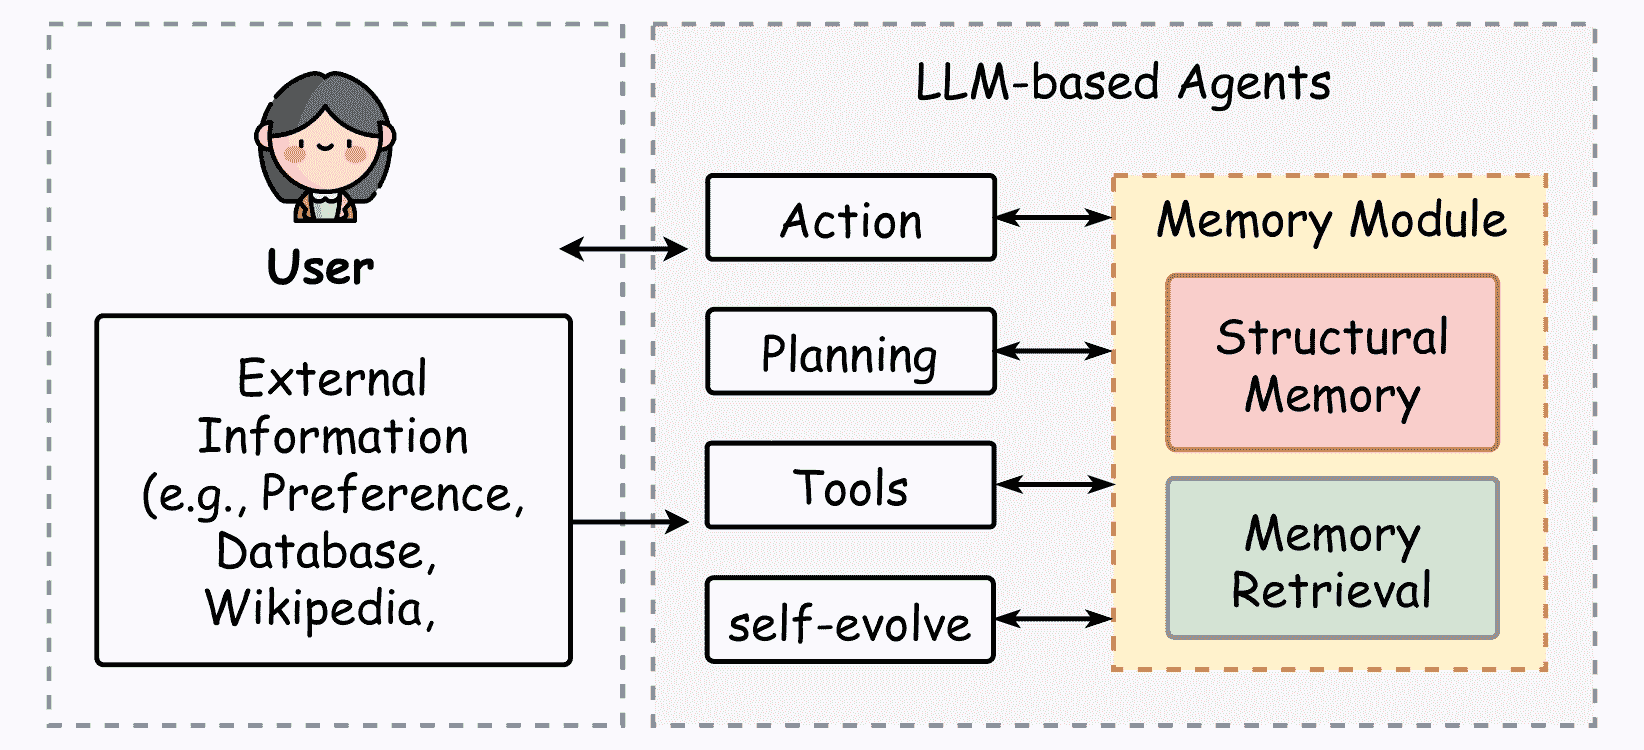 User
External
Information
(e.g., Preference,
Database,
Wikipedia,
LLM-based Agents
Action
Planning
Tools
self-evolve
Memory Module
Structural
Memory
Memory
Retrieval